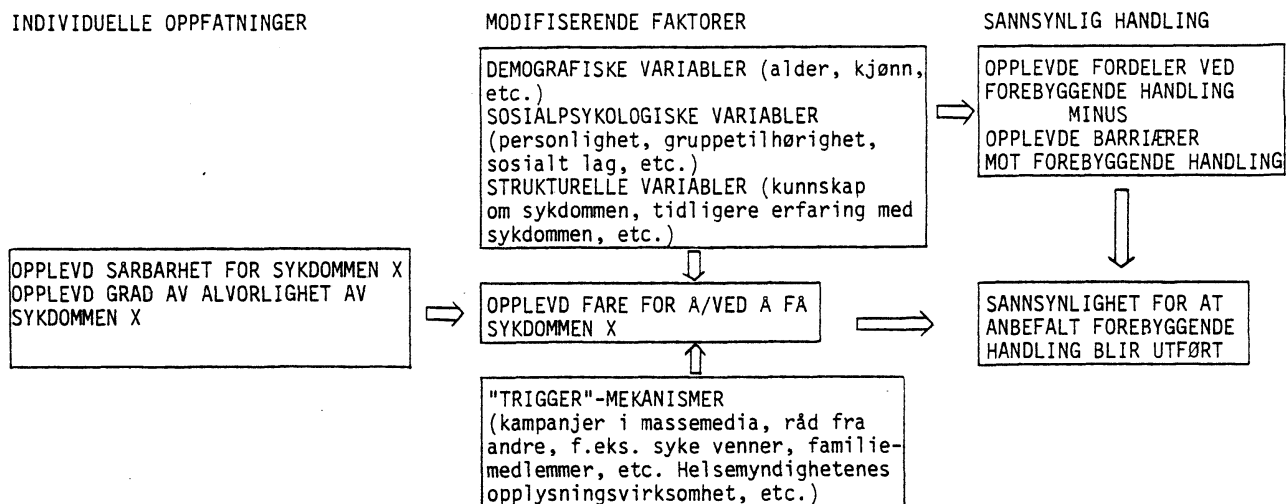 INDIVIDUELLE OPPFATNINGER
MODIFISERENDE FAKTORER
SANNSYNLIG HANDLING
DEMOGRAFISKE VARIABLER (alder, kjønn,
etc.)
SOSIALPSYKOLOGISKE VARIABLER
(personlighet, gruppetilhørighet,
sosialt lag, etc.)
STRUKTURELLE VARIABLER (kunnskap
om sykdommen, tidligere erfaring med
sykdommen, etc.)
OPPLEVDE FORDELER VED
FOREBYGGENDE HANDLING
MINUS
OPPLEVDE BARRIÆRER
MOT FOREBYGGENDE HANDLING
OPPLEVD SARBARHET FOR SYKDOMMEN X
OPPLEVD GRAD AV ALVORLIGHET AV
SYKDOMMEN X
OPPLEVD FARE FOR Å/VED Å FÅ
SYKDOMMEN X
SANNSYNLIGHET FOR AT
ANBEFALT FOREBYGGENDE
HANDLING BLIR UTFØRT
"TRIGGER"-MEKANISMER
(kampanjer i massemedia, råd fra
andre, f.eks. syke venner, familie-
medlemmer, etc. Helsemyndighetenes
opplysningsvirksomhet, etc.)